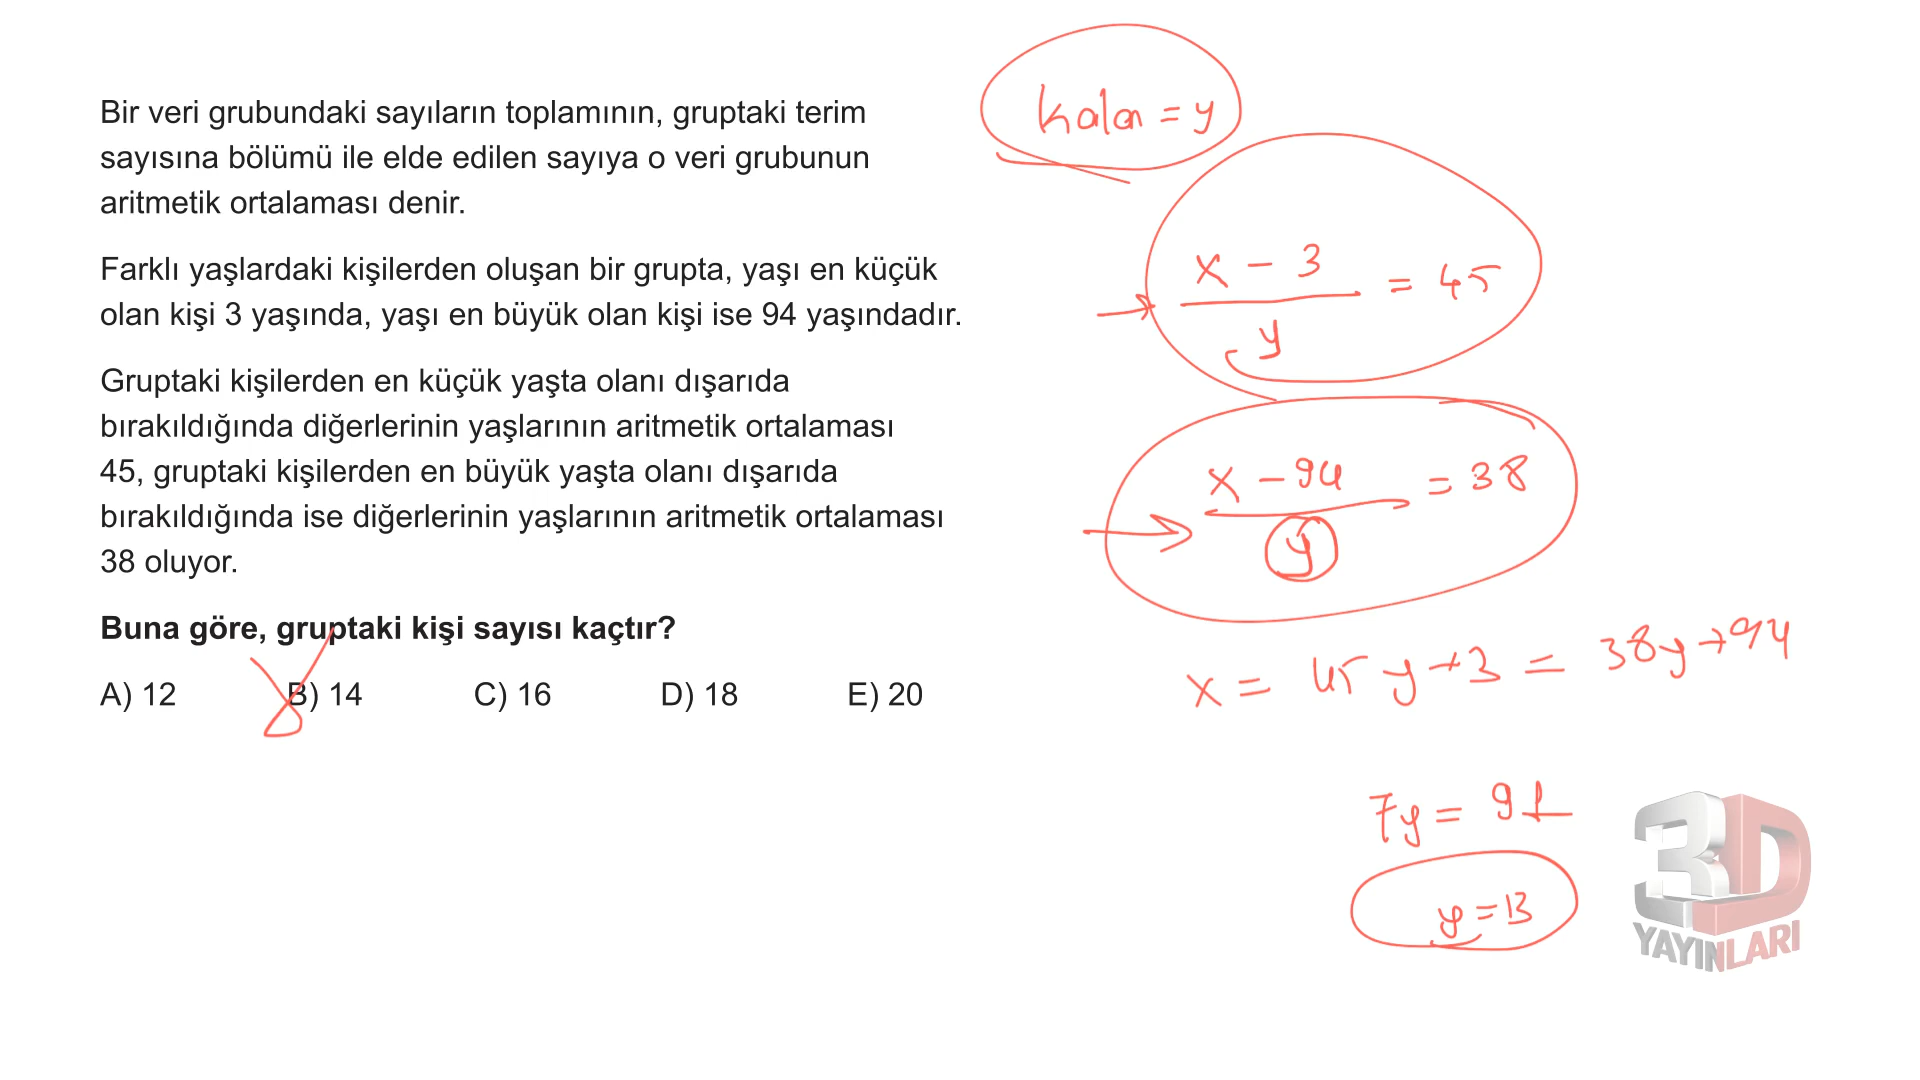 Bir veri grubundaki sayıların toplamının, gruptaki terim
sayısına bölümü ile elde edilen sayıya o veri grubunun
aritmetik ortalaması denir.
Farklı yaşlardaki kişilerden oluşan bir grupta, yaşı en küçük
olan kişi 3 yaşında, yaşı en büyük olan kişi ise 94 yaşındadır.
Gruptaki kişilerden en küçük yaşta olanı dışarıda
bırakıldığında diğerlerinin yaşlarının aritmetik ortalaması
45, gruptaki kişilerden en büyük yaşta olanı dışarıda
bırakıldığında ise diğerlerinin yaşlarının aritmetik ortalaması
38 oluyor.
Buna göre, gruptaki kişi sayısı kaçtır?
A) 12 B) 14 C) 16 D) 18 E) 20
kalan = y
x - 3
= 45
y
x - 94
= 38
y
x = 45y+3 = 38y+94
7y = 91
y = 13
3D
YAYINLARI